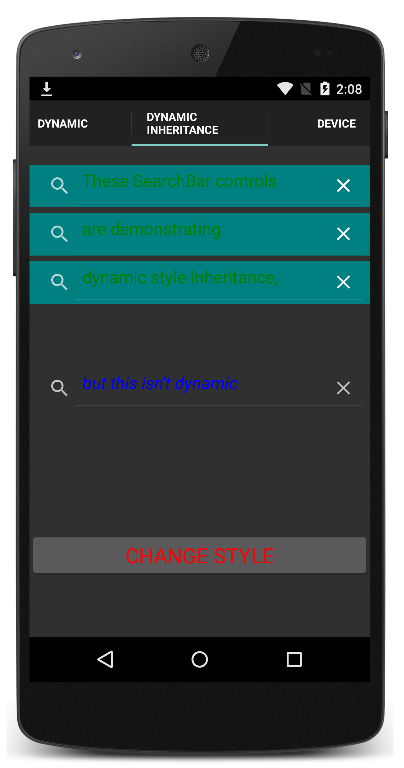 2:08
DYNAMIC
DYNAMIC
INHERITANCE
DEVICE
These SearchBar controls
are demonstrating
dynamic style inheritance,
but this isn't dynamic
CHANGE STYLE